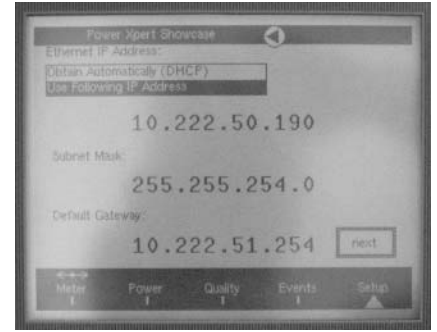 Power Xpert Showcase
Ethernet IP Address:
Obtain Automatically (DHCP)
Use Following IP Address
10.222.50.190
Subnet Mask:
255.255.254.0
Default Gateway:
10.222.51.254
next
Meter Power Quality Events Setup